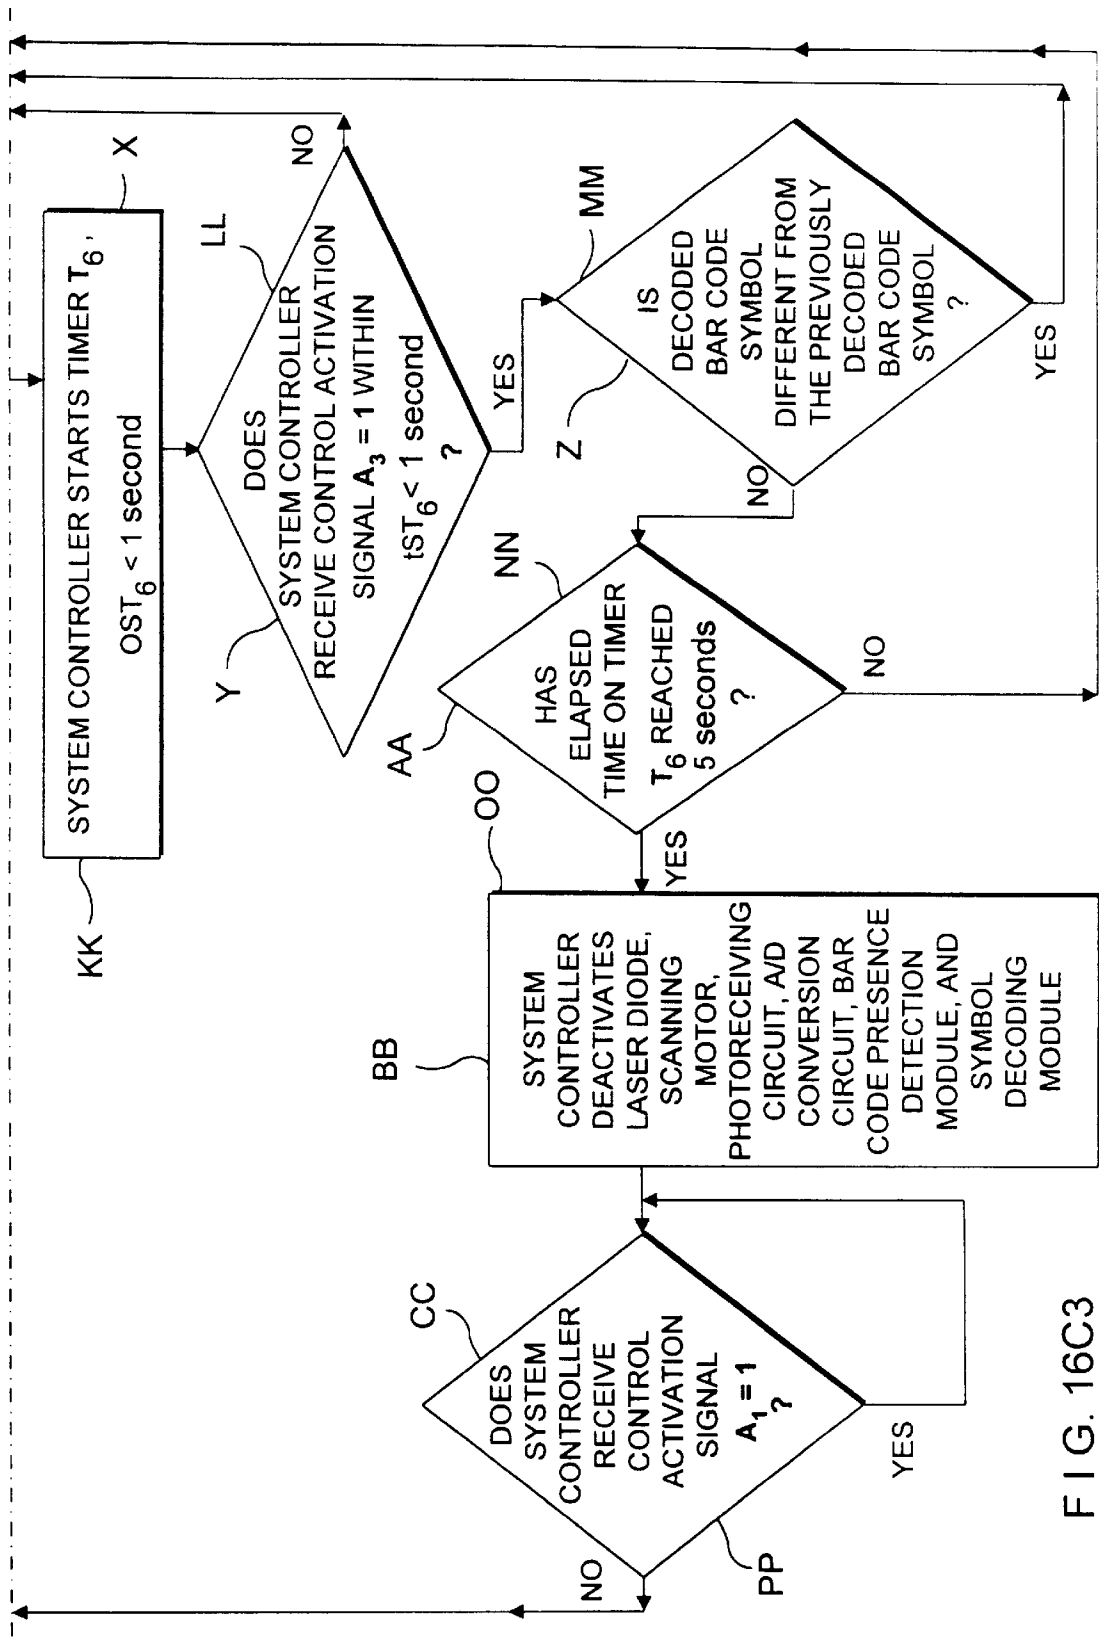 KK
X
SYSTEM CONTROLLER STARTS TIMER T6,
OST6 < 1 second
Y
LL
DOES
SYSTEM CONTROLLER
RECEIVE CONTROL ACTIVATION
SIGNAL A3 = 1 WITHIN
tST6 < 1 second
?
NO
YES
Z
MM
IS
DECODED
BAR CODE
SYMBOL
DIFFERENT FROM
THE PREVIOUSLY
DECODED
BAR CODE
SYMBOL
?
NO
YES
AA
NN
HAS
ELAPSED
TIME ON TIMER
T6 REACHED
5 seconds
?
YES
NO
BB
OO
SYSTEM
CONTROLLER
DEACTIVATES
LASER DIODE,
SCANNING
MOTOR,
PHOTORECEIVING
CIRCUIT, A/D
CONVERSION
CIRCUIT, BAR
CODE PRESENCE
DETECTION
MODULE, AND
SYMBOL
DECODING
MODULE
CC
PP
DOES
SYSTEM
CONTROLLER
RECEIVE
CONTROL
ACTIVATION
SIGNAL
A1 = 1
?
NO
YES
FIG. 16C3